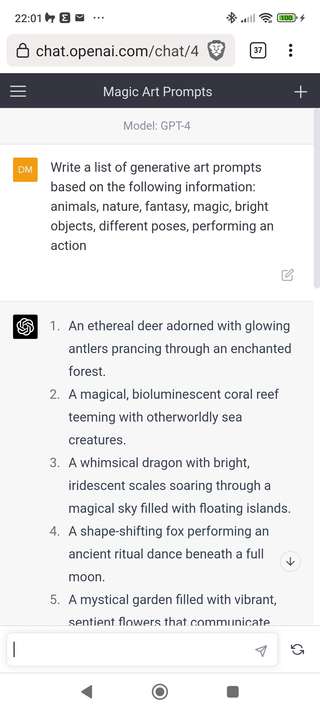 22:01
100
chat.openai.com/chat/4
37
Magic Art Prompts
Model: GPT-4
DM
Write a list of generative art prompts
based on the following information:
animals, nature, fantasy, magic, bright
objects, different poses, performing an
action
1. An ethereal deer adorned with glowing
antlers prancing through an enchanted
forest.
2. A magical, bioluminescent coral reef
teeming with otherworldly sea
creatures.
3. A whimsical dragon with bright,
iridescent scales soaring through a
magical sky filled with floating islands.
4. A shape-shifting fox performing an
ancient ritual dance beneath a full
moon.
5. A mystical garden filled with vibrant,
sentient flowers that communicate